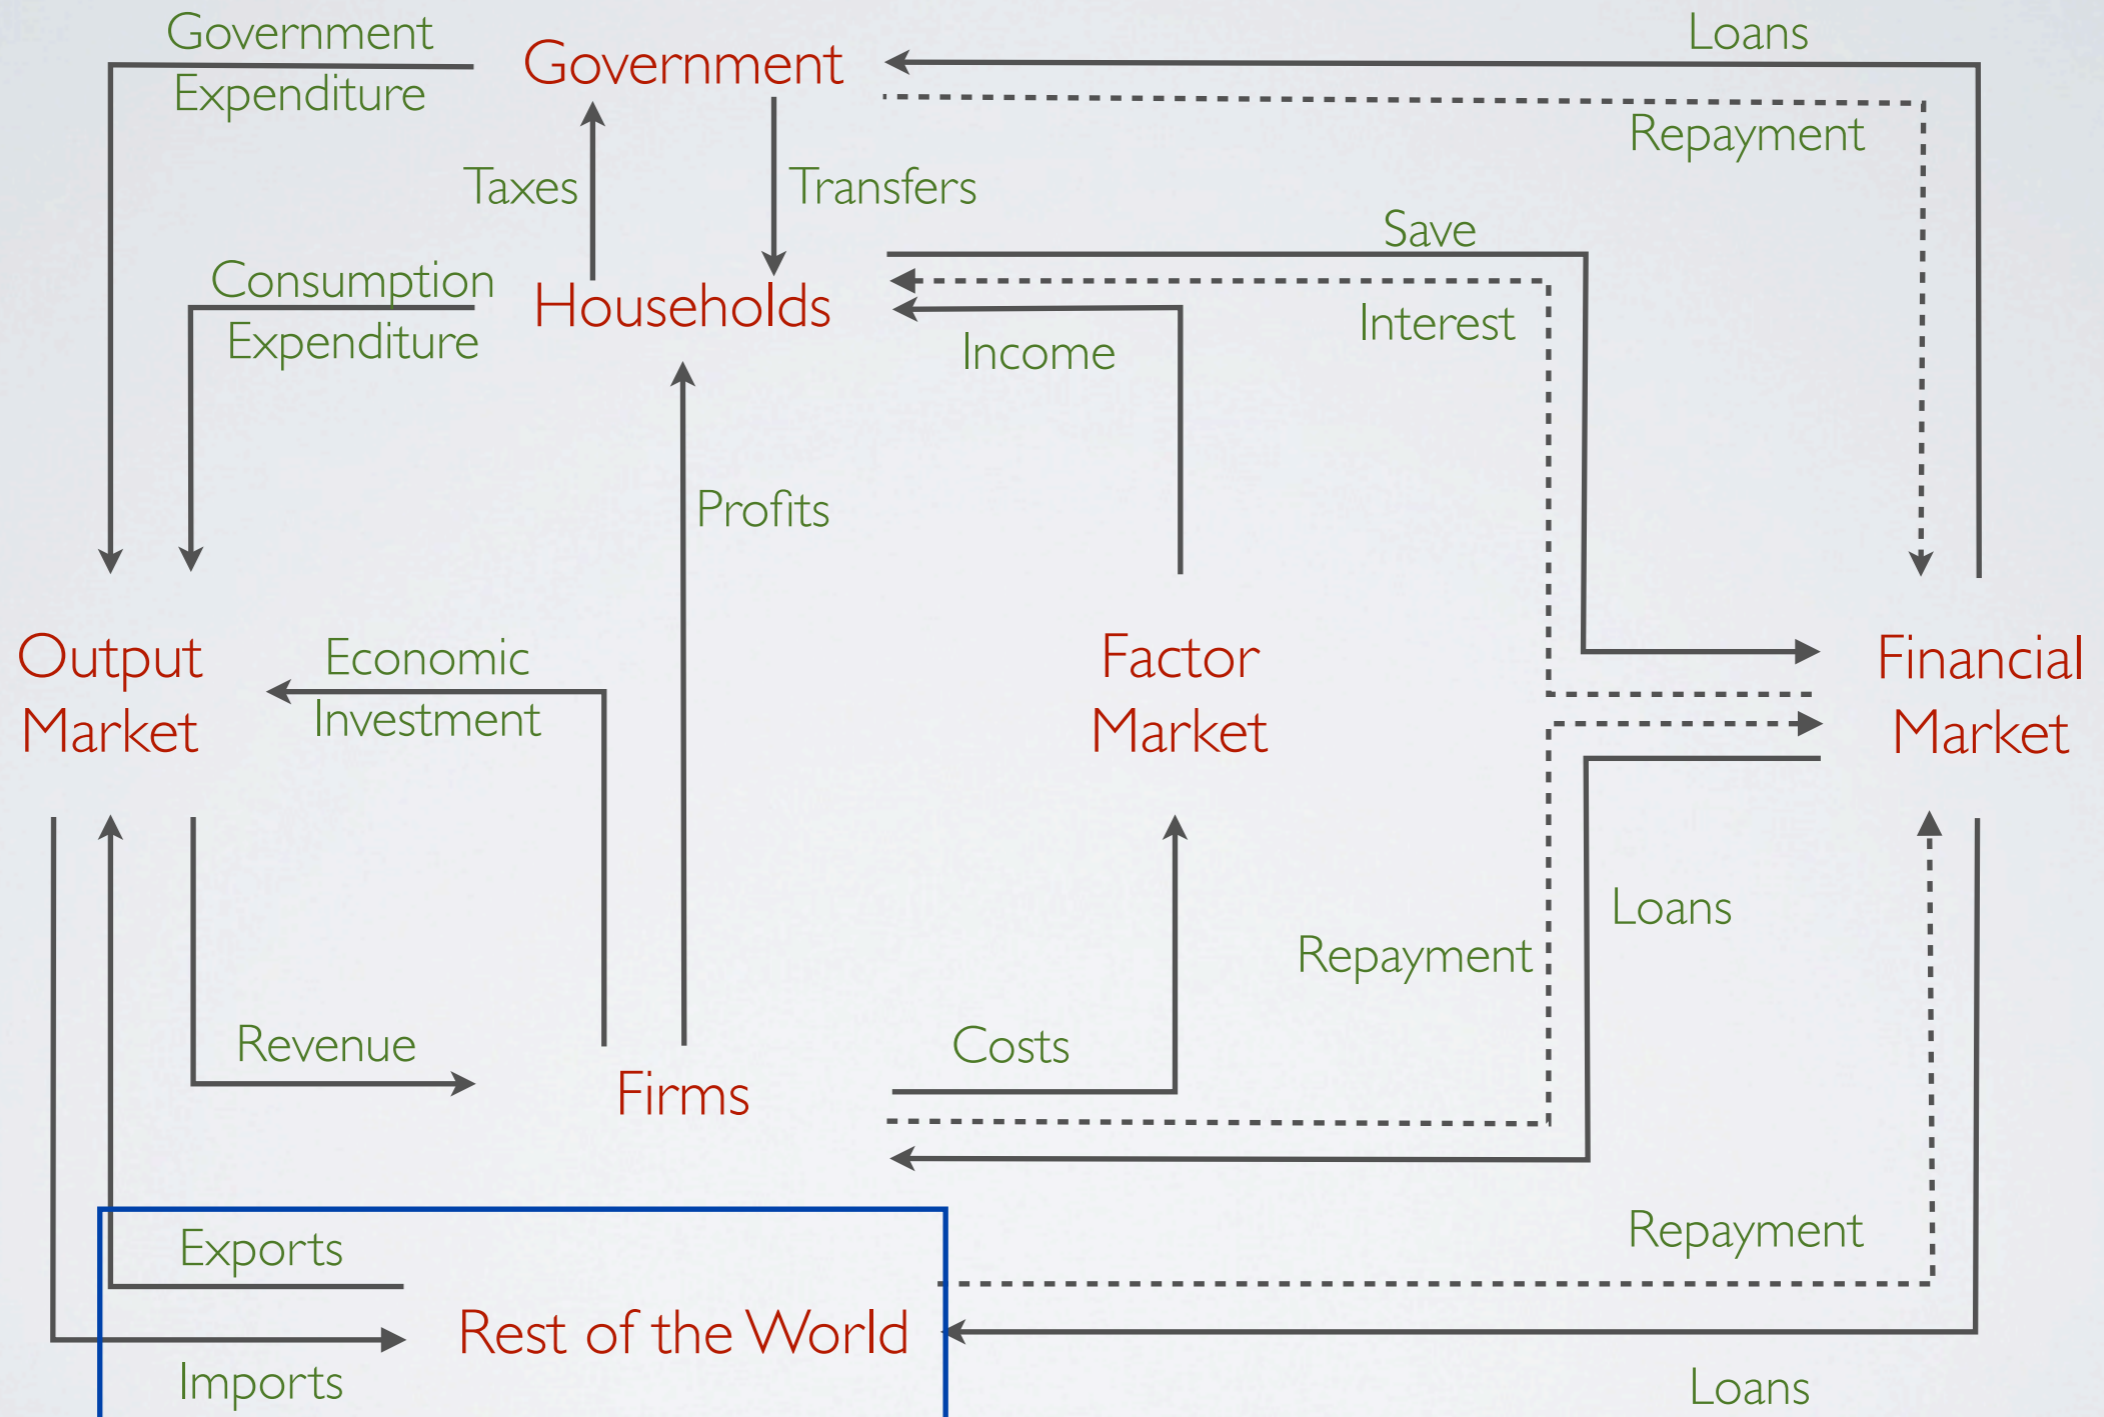 Government
Expenditure
Government
Loans
Repayment
Taxes
Transfers
Save
Consumption
Expenditure
Households
Interest
Income
Profits
Output
Market
Economic
Investment
Factor
Market
Financial
Market
Loans
Repayment
Revenue
Costs
Firms
Exports
Repayment
Rest of the World
Imports
Loans